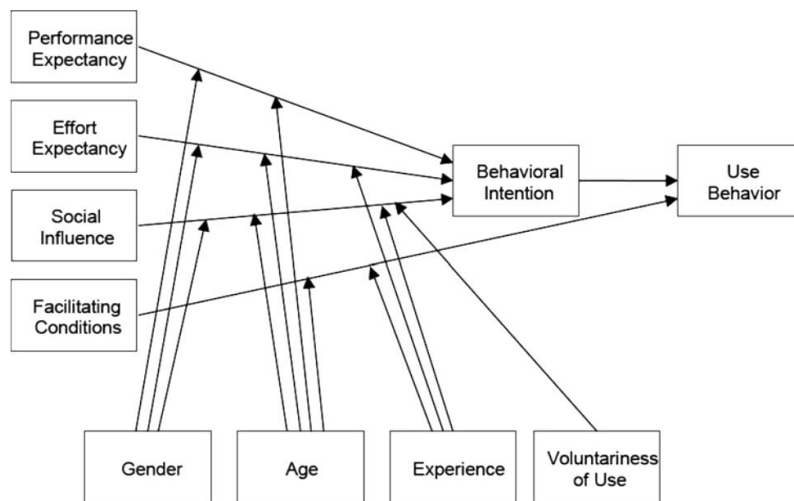 Performance
Expectancy
Effort
Expectancy
Social
Influence
Facilitating
Conditions
Behavioral
Intention
Use
Behavior
Gender
Age
Experience
Voluntariness
of Use